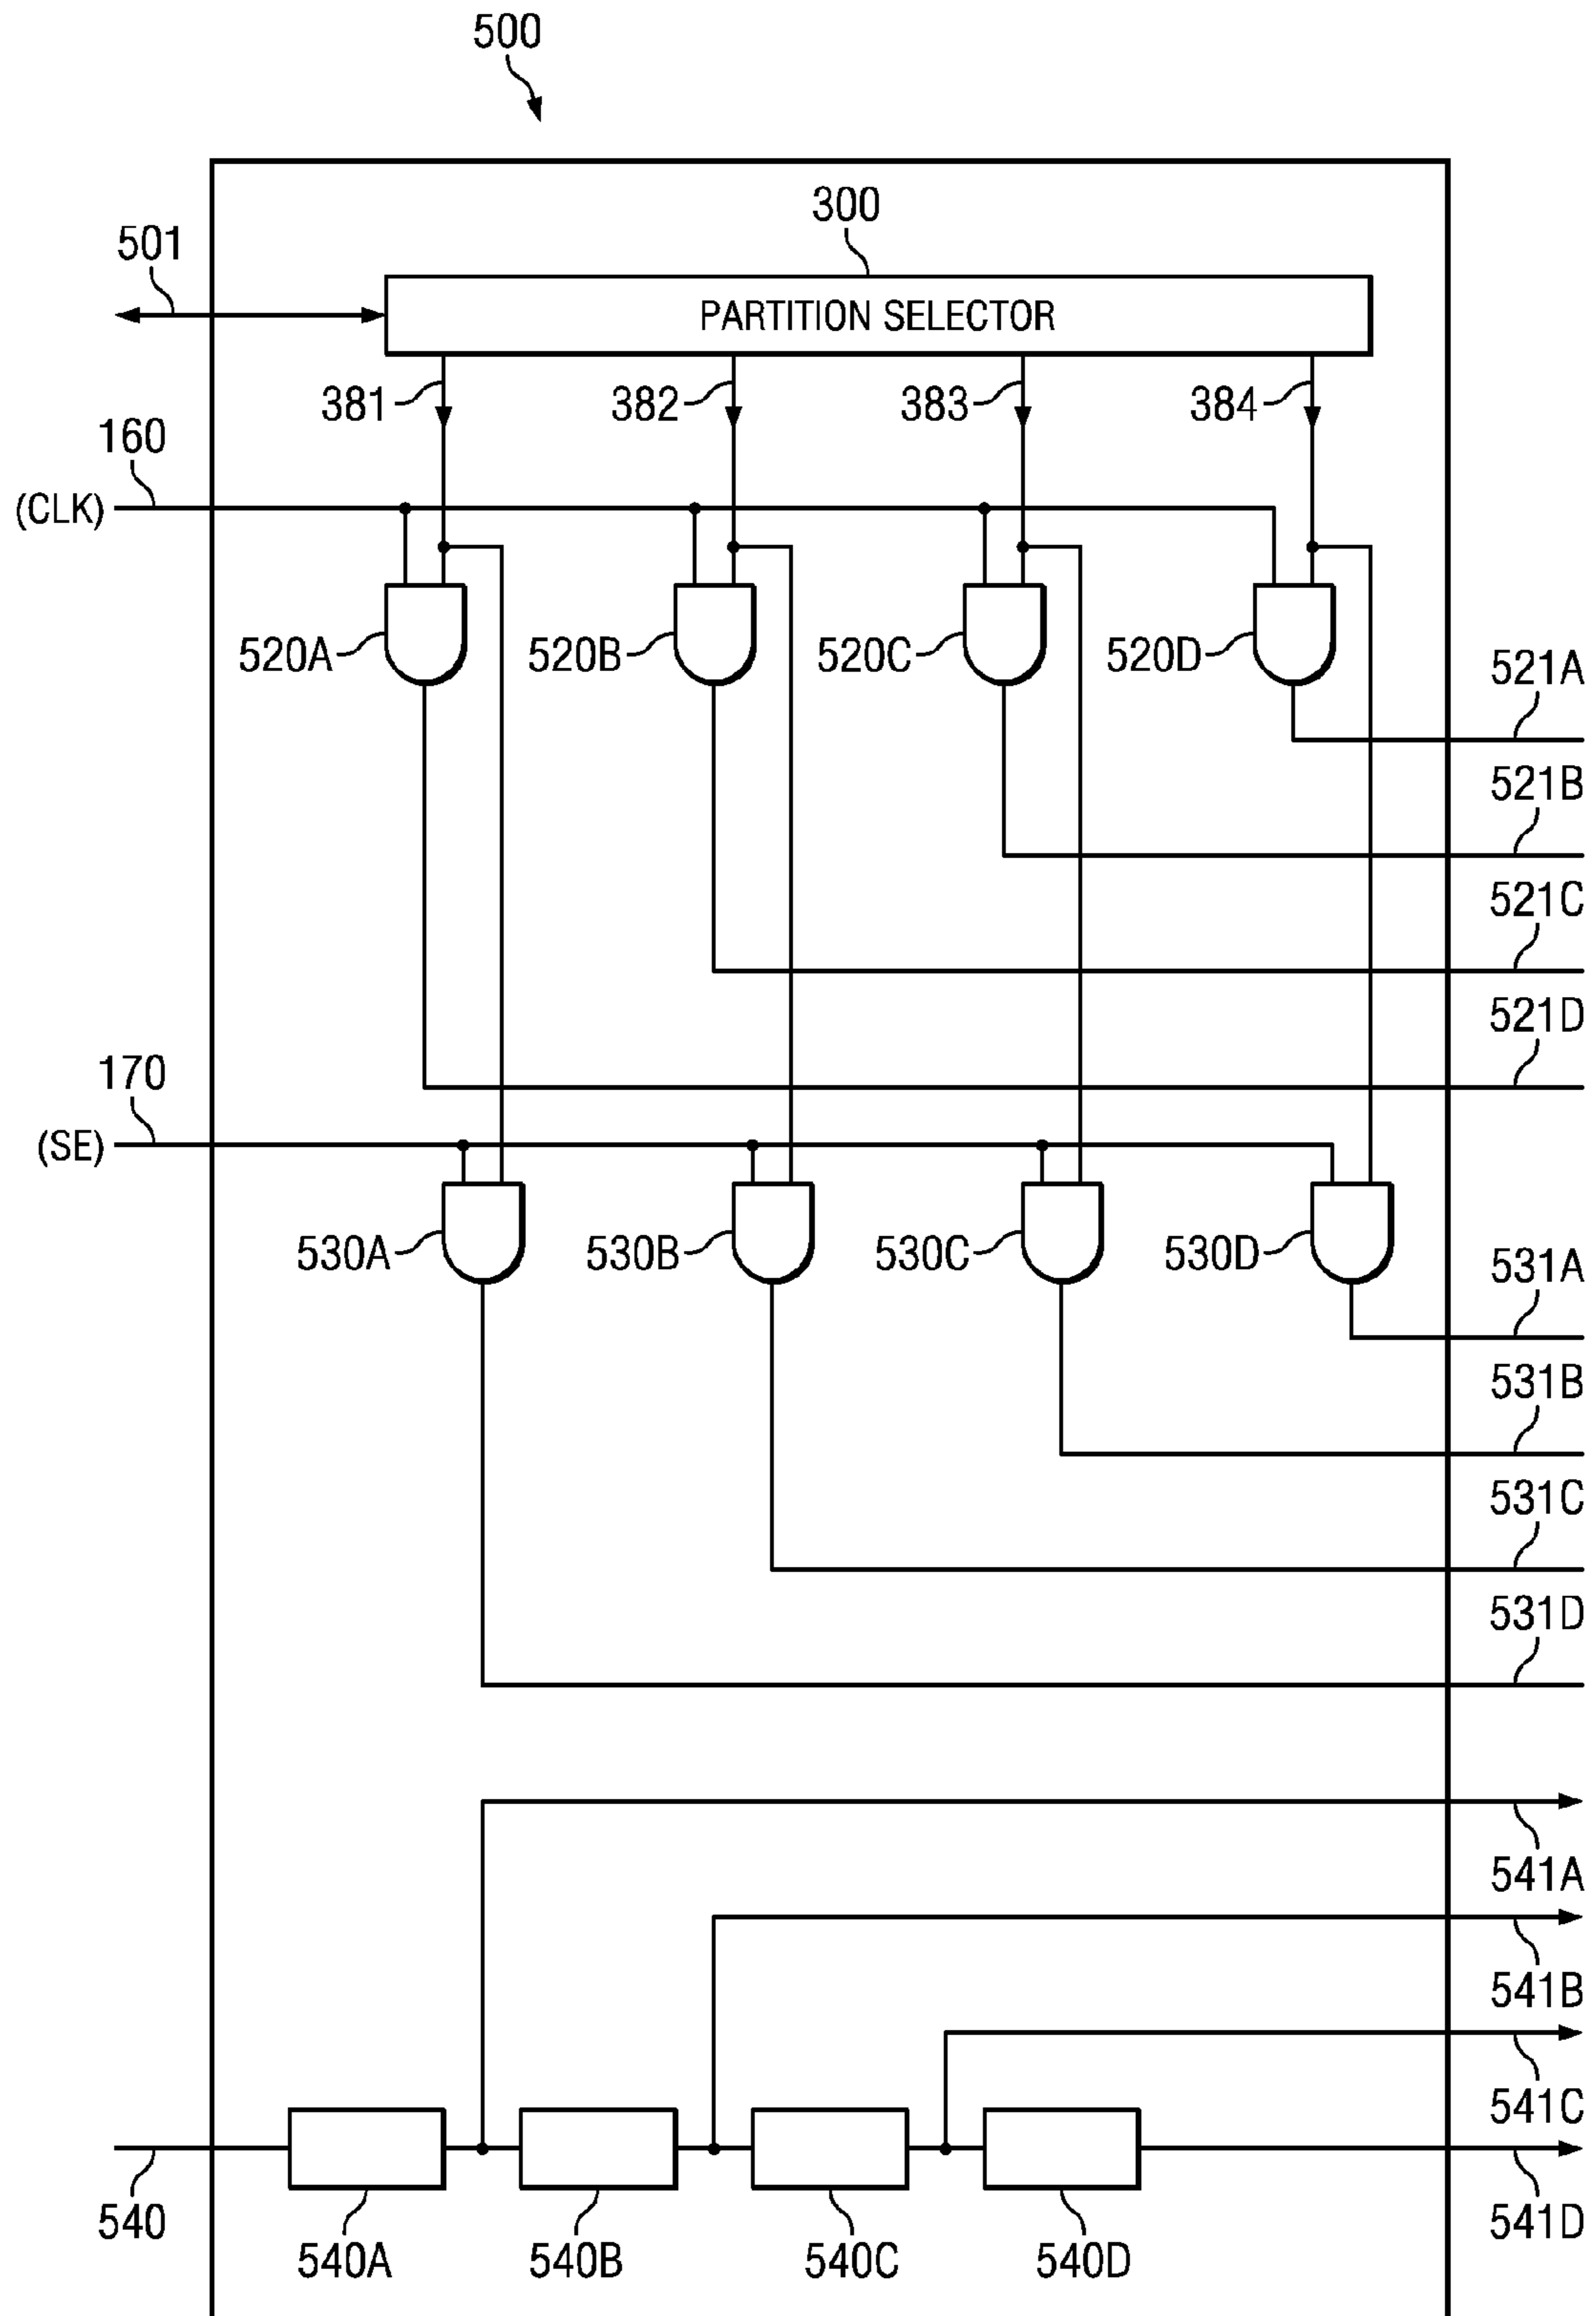 500
300
501
PARTITION SELECTOR
381
382
383
384
160
(CLK)
520A
520B
520C
520D
521A
521B
521C
521D
170
(SE)
530A
530B
530C
530D
531A
531B
531C
531D
541A
541B
541C
540
541D
540A
540B
540C
540D